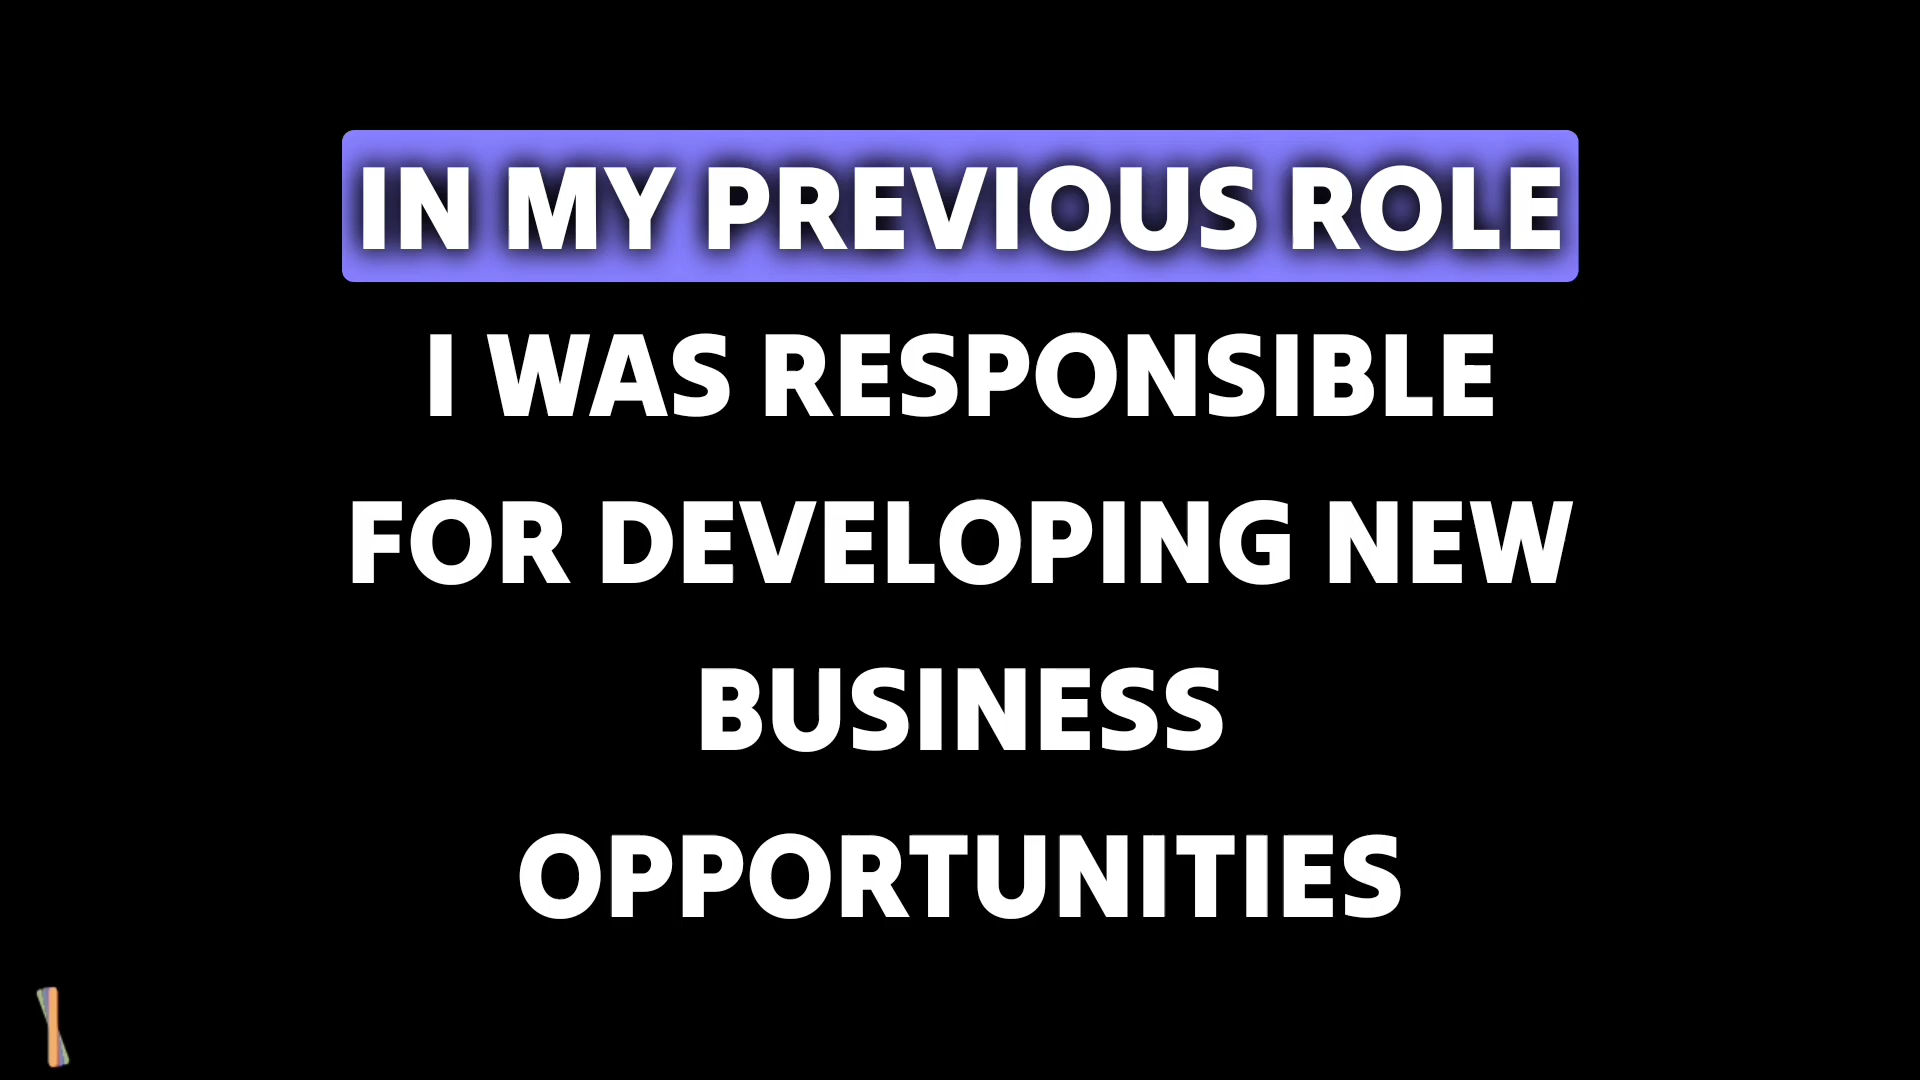 IN MY PREVIOUS ROLE
I WAS RESPONSIBLE
FOR DEVELOPING NEW
BUSINESS
OPPORTUNITIES